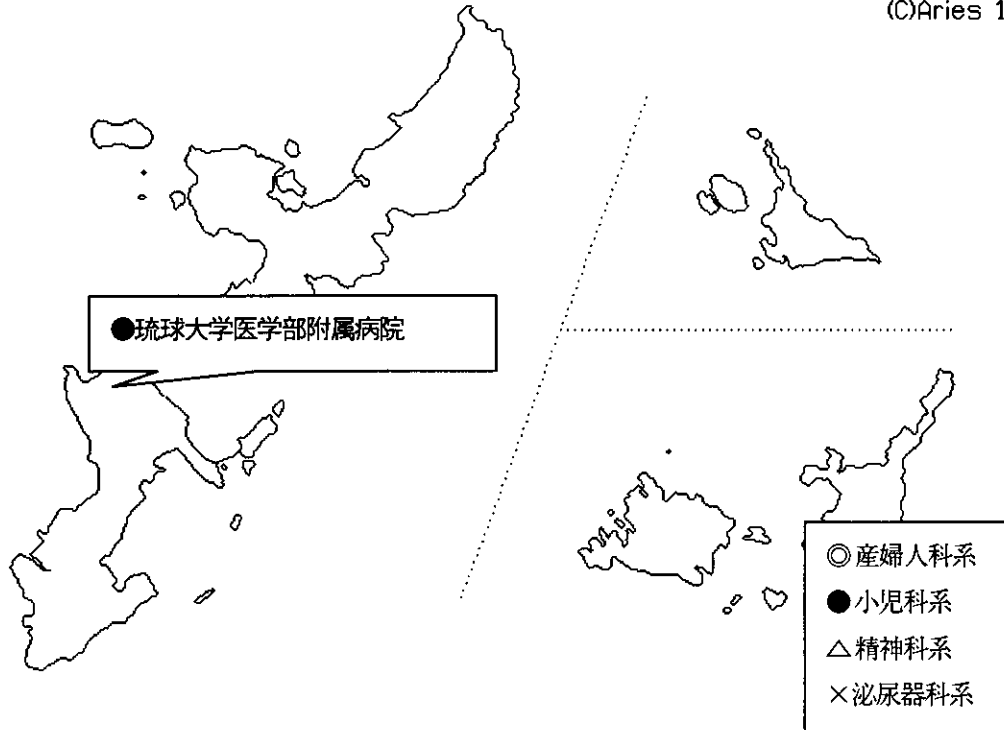 (C)Aries 1
●琉球大学医学部附属病院
◎産婦人科系
●小児科系
△精神科系
×泌尿器科系